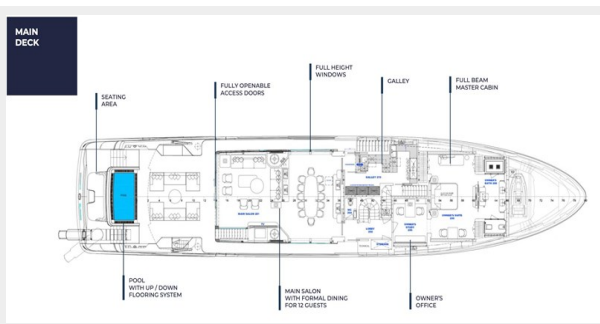 MAIN
DECK
FULL HEIGHT
WINDOWS
GALLEY
FULL BEAM
MASTER CABIN
FULLY OPENABLE
ACCESS DOORS
SEATING
AREA
POOL
WITH UP / DOWN
FLOORING SYSTEM
MAIN SALON
WITH FORMAL DINING
FOR 12 GUESTS
OWNER'S
OFFICE